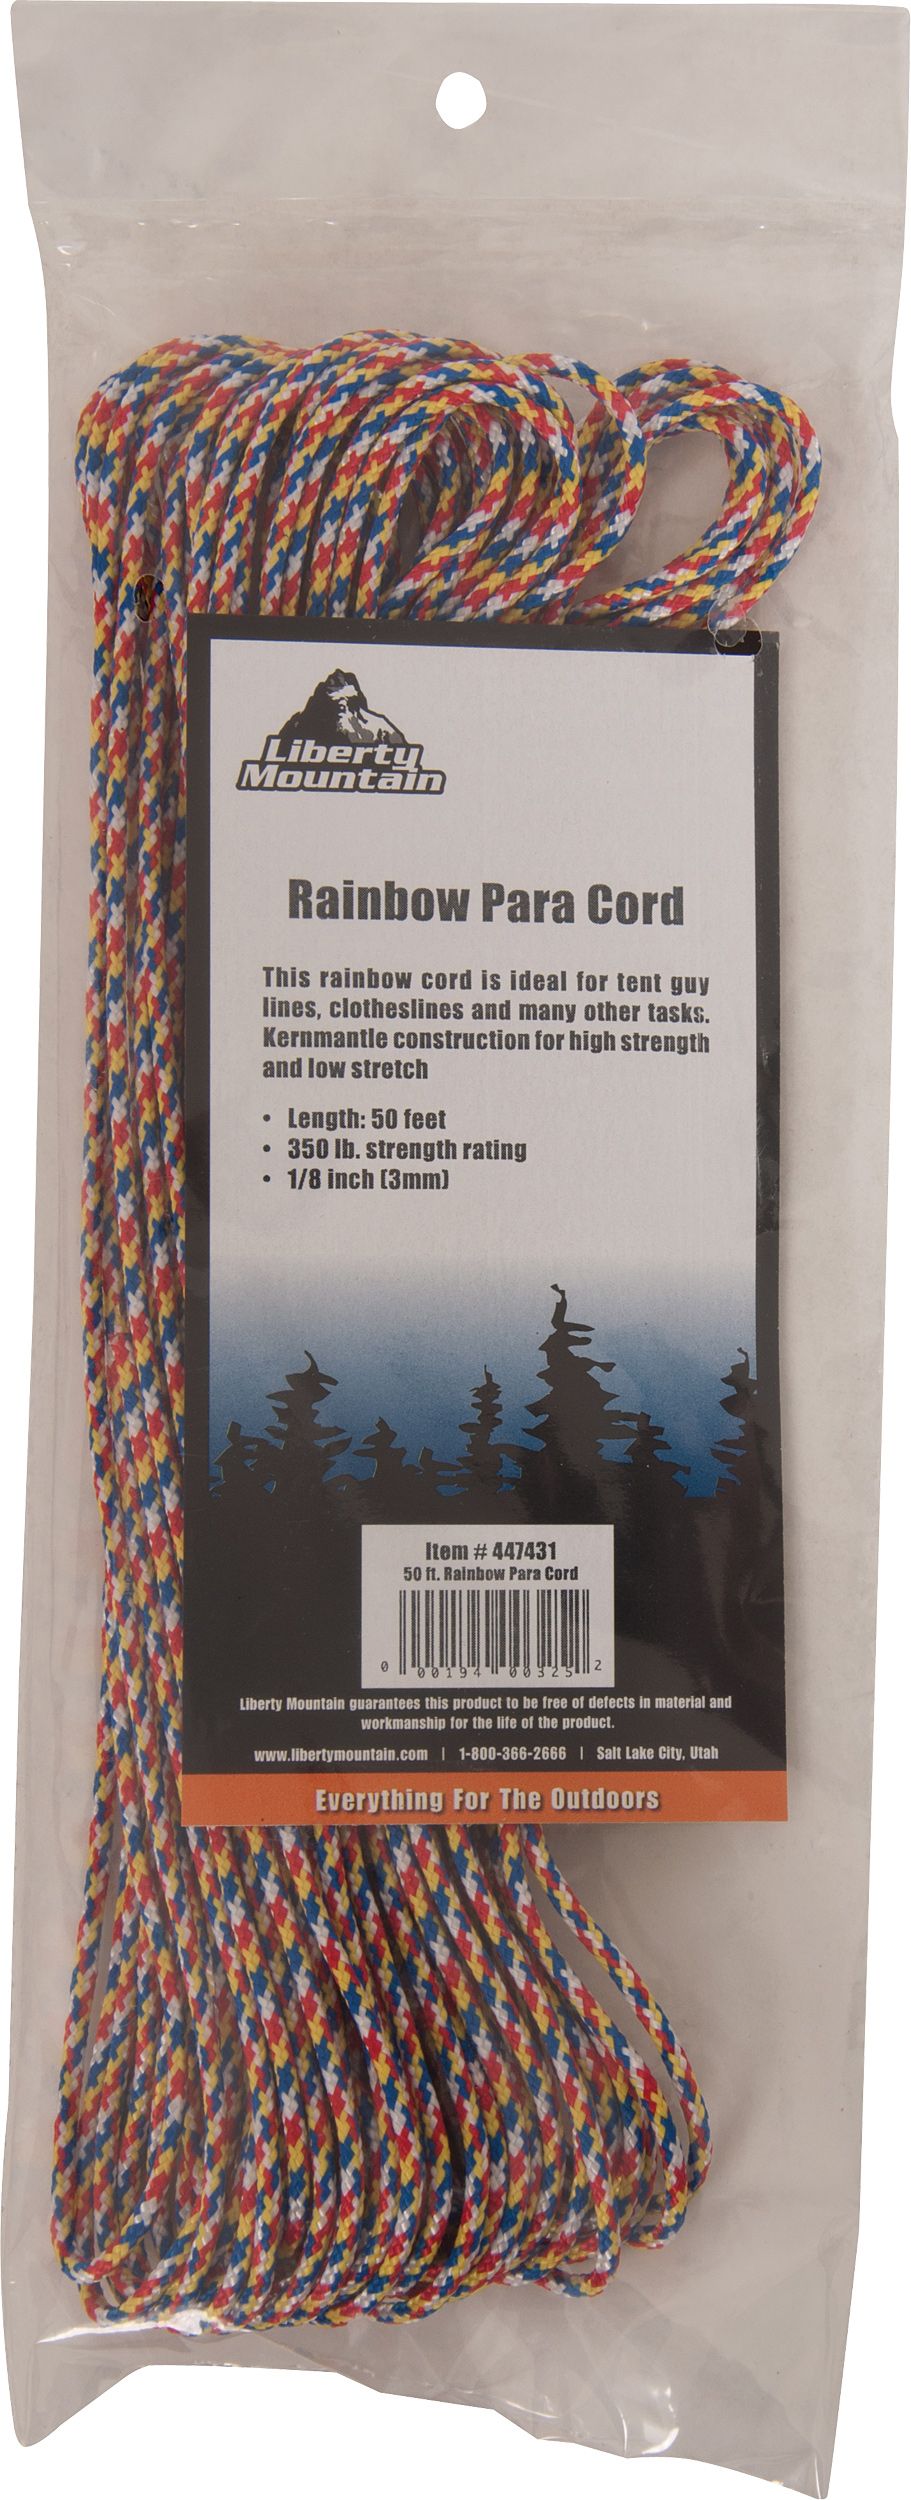 Liberty
Mountain
Rainbow Para Cord
This rainbow cord is ideal for tent guy
lines, clotheslines and many other tasks.
Kernmantle construction for high strength
and low stretch
• Length: 50 feet
• 350 lb. strength rating
• 1/8 inch (3mm)
Item # 447431
50 ft. Rainbow Para Cord
0 00194 00325 2
Liberty Mountain guarantees this product to be free of defects in material and
workmanship for the life of the product.
www.libertymountain.com | 1-800-366-2666 | Salt Lake City, Utah
Everything For The Outdoors